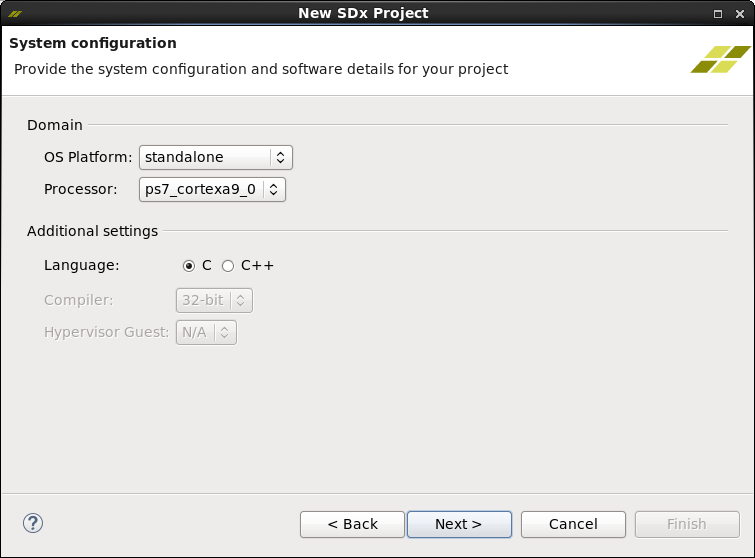 New SDx Project
System configuration
Provide the system configuration and software details for your project
Domain
OS Platform: standalone
Processor: ps7_cortexa9_0
Additional settings
Language: C C++
Compiler: 32-bit
Hypervisor Guest: N/A
? < Back Next > Cancel Finish